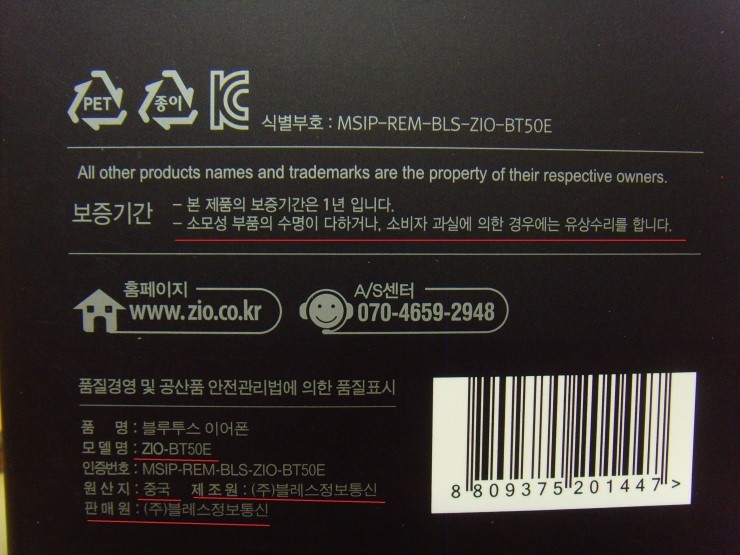 PET 종이 식별부호 : MSIP-REM-BLS-ZIO-BT50E
All other products names and trademarks are the property of their respective owners.
보증기간
- 본 제품의 보증기간은 1년 입니다.
- 소모성 부품의 수명이 다하거나, 소비자 과실에 의한 경우에는 유상수리를 합니다.
홈페이지
www.zio.co.kr
A/S센터
070-4659-2948
품질경영 및 공산품 안전관리법에 의한 품질표시
품 명 : 블루투스 이어폰
모 델 명 : ZIO-BT50E
인증번호 : MSIP-REM-BLS-ZIO-BT50E
원 산 지 : 중국 제 조 원 : (주)블레스정보통신
판 매 원 : (주)블레스정보통신
8 809375 201447 >